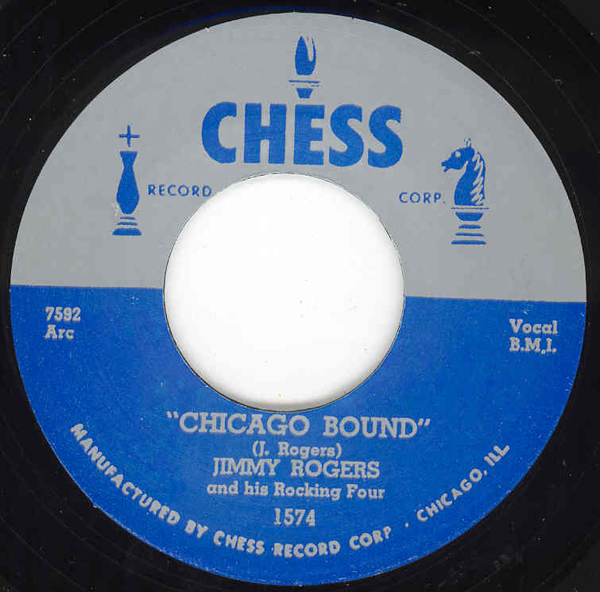 CHESS
RECORD CORP.
7592
Arc
Vocal
B.M.I.
"CHICAGO BOUND"
(J. Rogers)
JIMMY ROGERS
and his Rocking Four
1574
MANUFACTURED BY CHESS RECORD CORP · CHICAGO, ILL